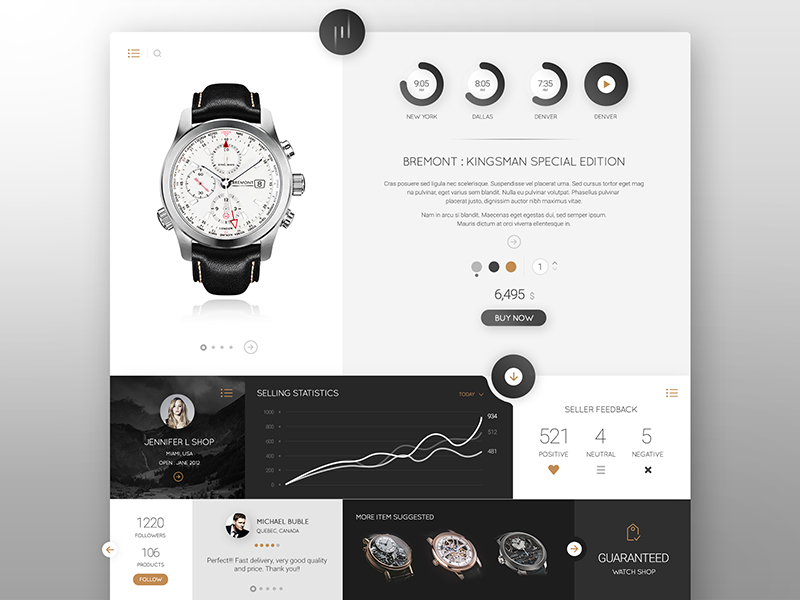 BREMONT
LONDON
9:05
8:05
7:35
NEW YORK
DALLAS
DENVER
DENVER
BREMONT : KINGSMAN SPECIAL EDITION
Cras posuere sed ligula nec scelerisque. Suspendisse vel placerat urna. Sed cursus tortor eget mag
na pulvinar, eget varius sem blandit. Nulla eu pulvinar volutpat. Phasellus pulvinar
placerat justo, dignissim auctor nibh maximus vitae.
Nam in arcu si blandit. Maecenas eget egestas dui, sed semper ipsum.
Mauris dictum at orci viverra ellentesque in.
1
6,495 $
BUY NOW
JENNIFER L SHOP
MIAMI, USA
OPEN : JANE 2012
SELLING STATISTICS
TODAY
1000
800
600
400
200
0
934
512
481
SELLER FEEDBACK
521
4
5
POSITIVE
NEUTRAL
NEGATIVE
1220
FOLLOWERS
106
PRODUCTS
FOLLOW
MICHAEL BUBLE
QUEBEC, CANADA
Perfect!!! Fast delivery, very good quality
and price. Thank you!!
MORE ITEM SUGGESTED
GUARANTEED
WATCH SHOP